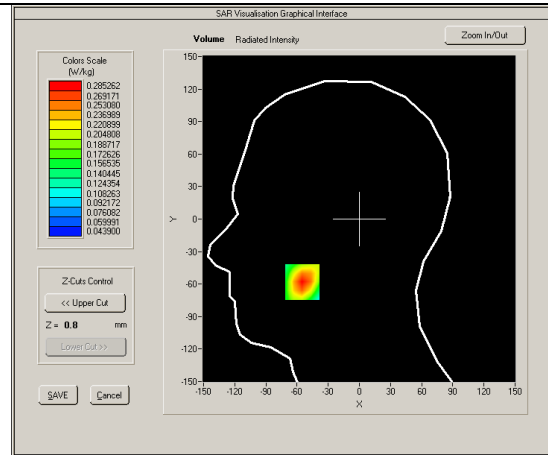 SAR Visualisation Graphical Interface
Volume Radiated Intensity
Zoom In/Out
Colors Scale
(W/kg)
0.285262
0.269171
0.253080
0.236989
0.220899
0.204808
0.188717
0.172626
0.156535
0.140445
0.124354
0.108263
0.092172
0.076082
0.059991
0.043900
Z-Cuts Control
<< Upper Cut
Z = 0.8 mm
Lower Cut >>
SAVE Cancel
150
120
90
60
30
0
-30
-60
-90
-120
-150
Y
-150 -120 -90 -60 -30 0 30 60 90 120 150
X